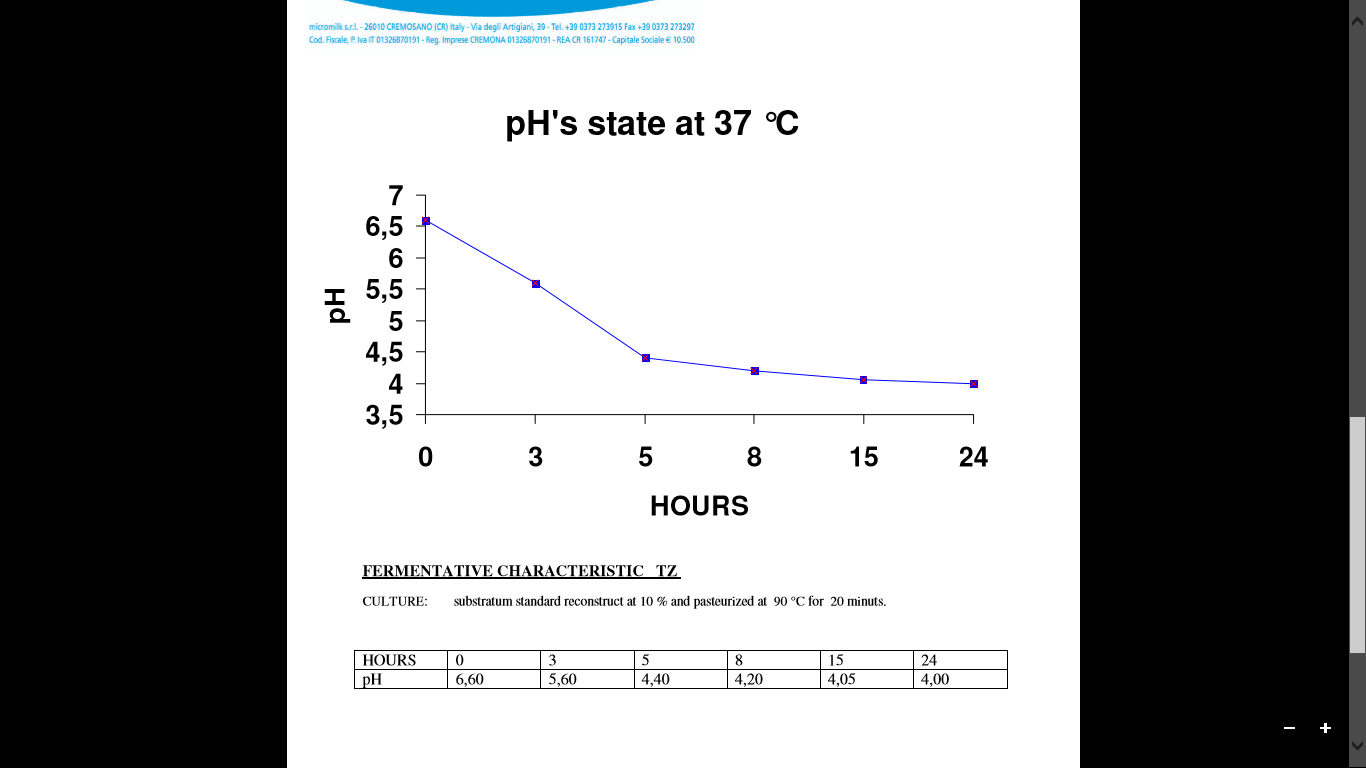 micromilk s.r.l. - 26010 CREMOSANO (CR) Italy - Via degli Artigiani, 39 - Tel. +39 0373 273915 Fax +39 0373 273297
Cod. Fiscale, P. Iva IT 01326870191 - Reg. Imprese CREMONA 01326870191 - REA CR 161747 - Capitale Sociale € 10.500
pH's state at 37 °C
7
6,5
6
5,5
5
4,5
4
3,5
pH
0 3 5 8 15 24
HOURS
FERMENTATIVE CHARACTERISTIC TZ
CULTURE: substratum standard reconstruct at 10 % and pasteurized at 90 °C for 20 minuts.
HOURS 0 3 5 8 15 24
pH 6,60 5,60 4,40 4,20 4,05 4,00